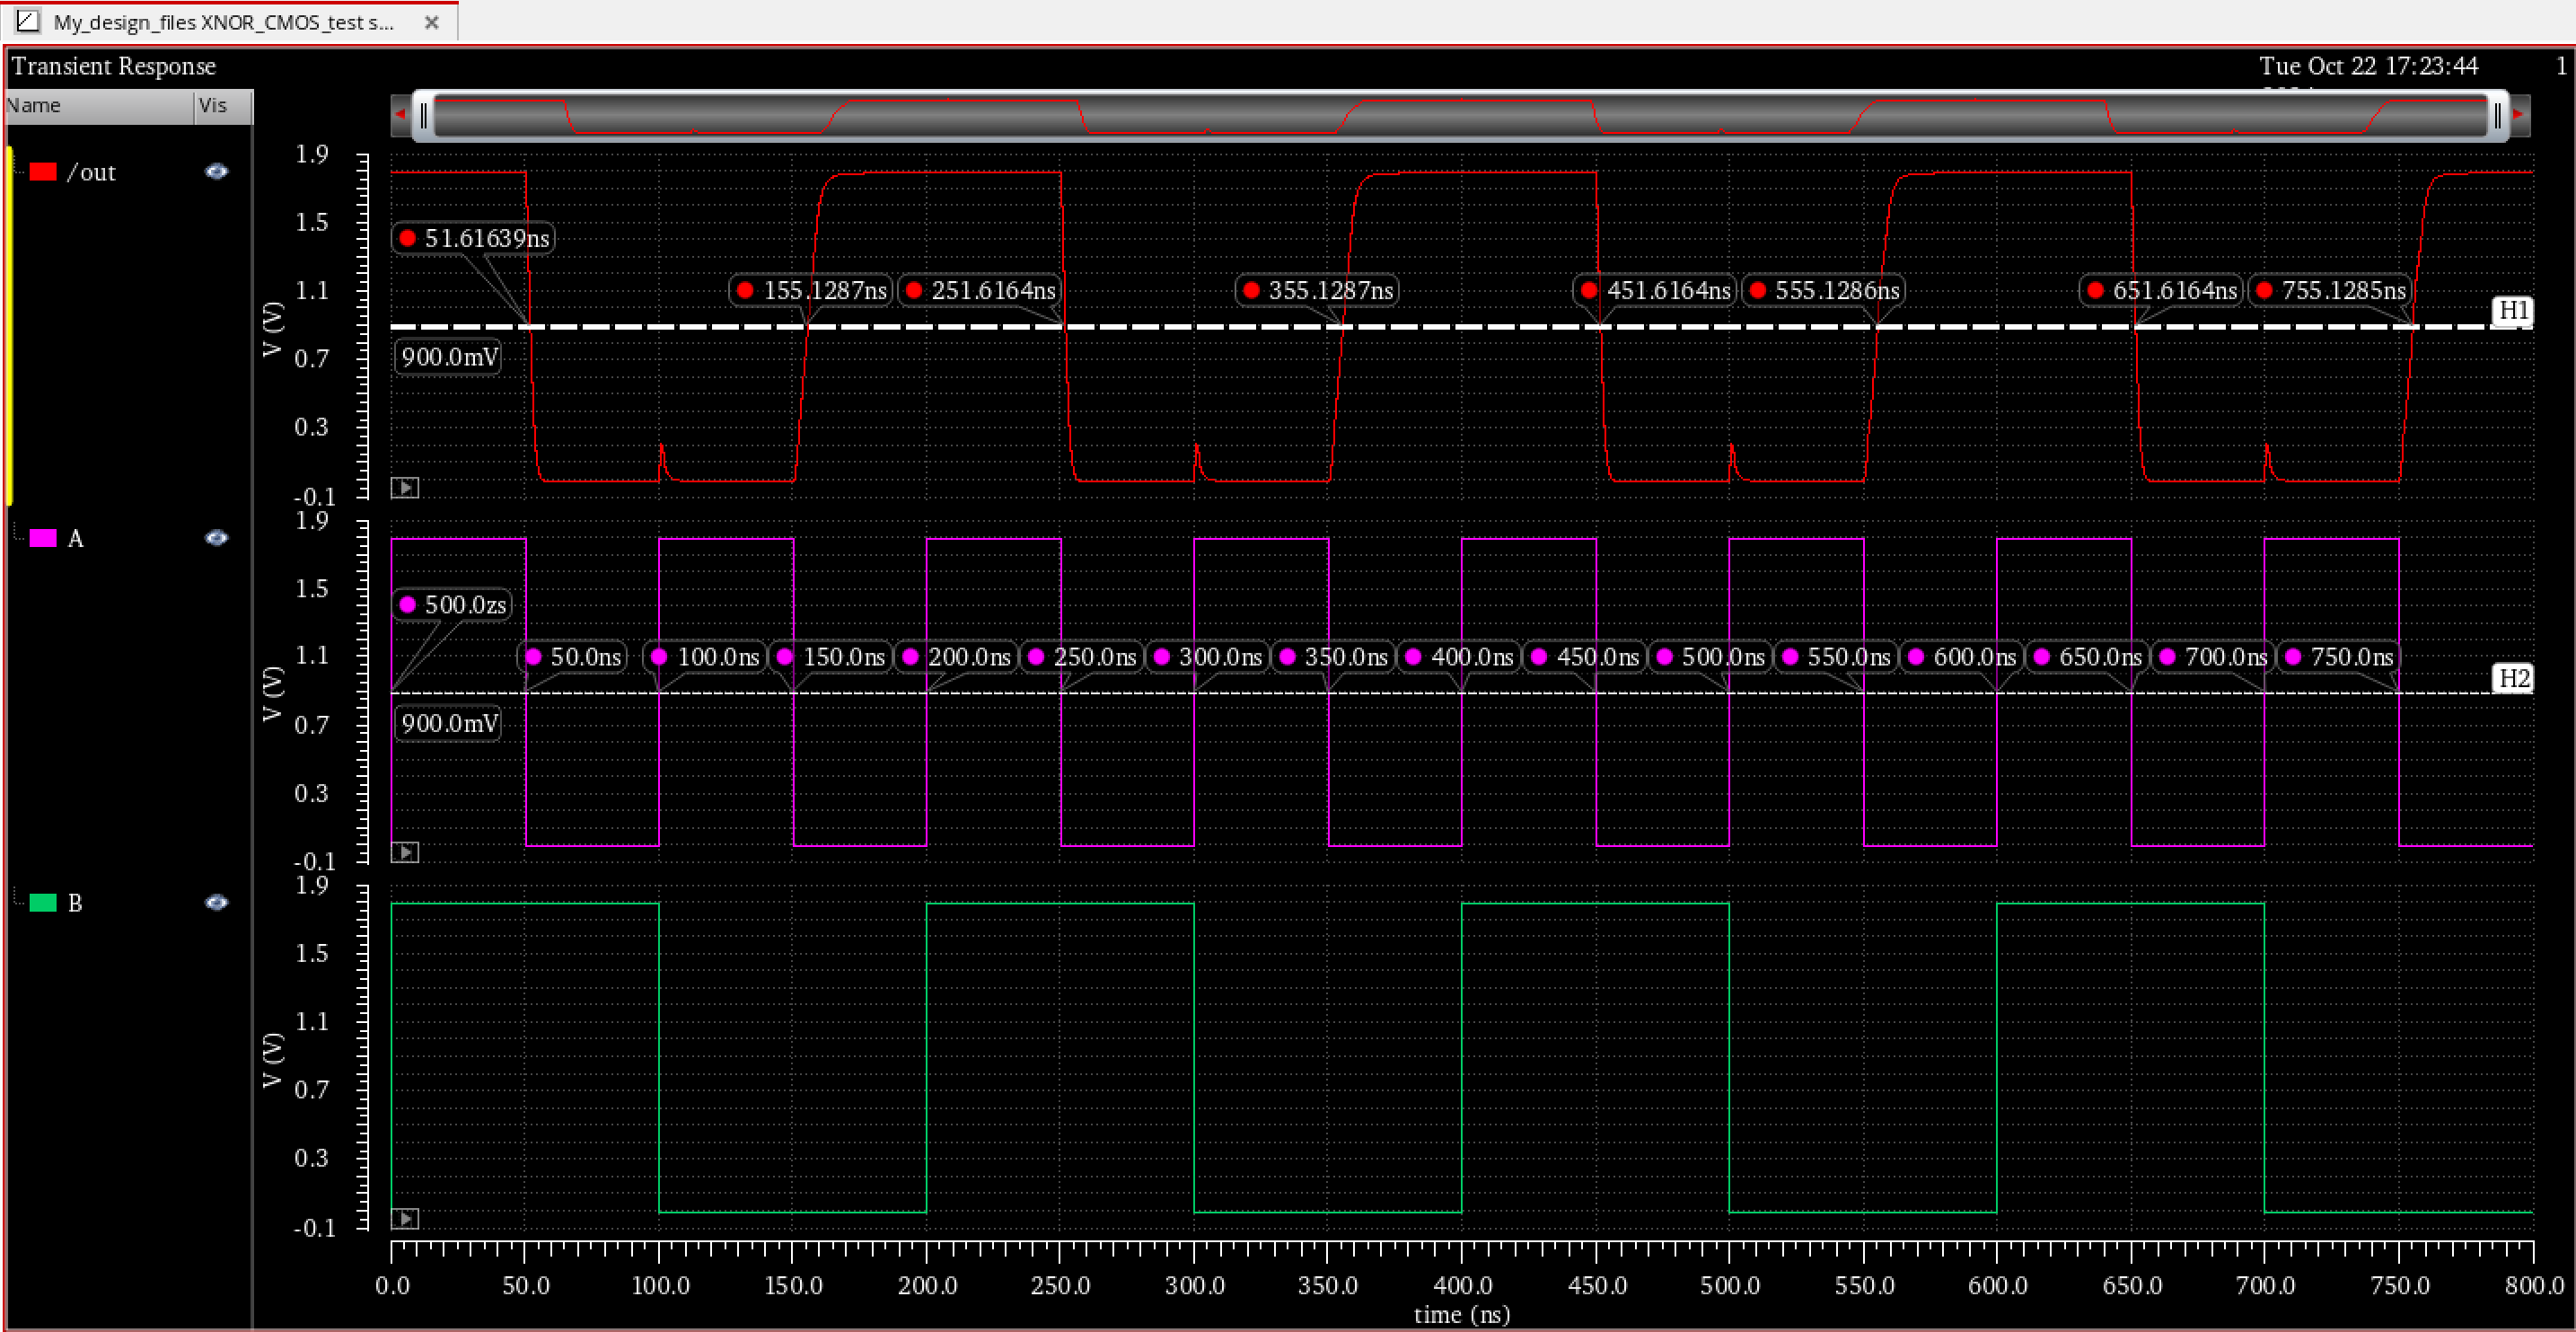 My_design_files XNOR_CMOS_test s...
Transient Response
Tue Oct 22 17:23:44 1
Name Vis
/out
1.9
1.5
1.1
0.7
0.3
-0.1
V (V)
51.61639ns
155.1287ns 251.6164ns 355.1287ns 451.6164ns 555.1286ns 651.6164ns 755.1285ns
H1
900.0mV
A
1.9
1.5
1.1
0.7
0.3
-0.1
V (V)
500.0zs
50.0ns 100.0ns 150.0ns 200.0ns 250.0ns 300.0ns 350.0ns 400.0ns 450.0ns 500.0ns 550.0ns 600.0ns 650.0ns 700.0ns 750.0ns
H2
900.0mV
B
1.9
1.5
1.1
0.7
0.3
-0.1
V (V)
0.0 50.0 100.0 150.0 200.0 250.0 300.0 350.0 400.0 450.0 500.0 550.0 600.0 650.0 700.0 750.0 800.0
time (ns)